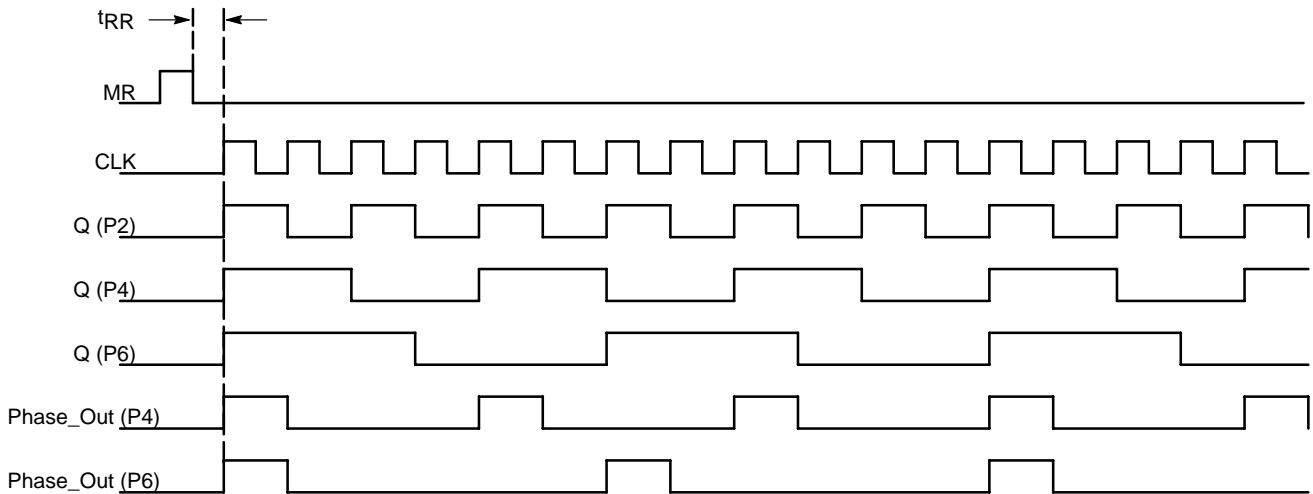 tRR
MR
CLK
Q (P2)
Q (P4)
Q (P6)
Phase_Out (P4)
Phase_Out (P6)